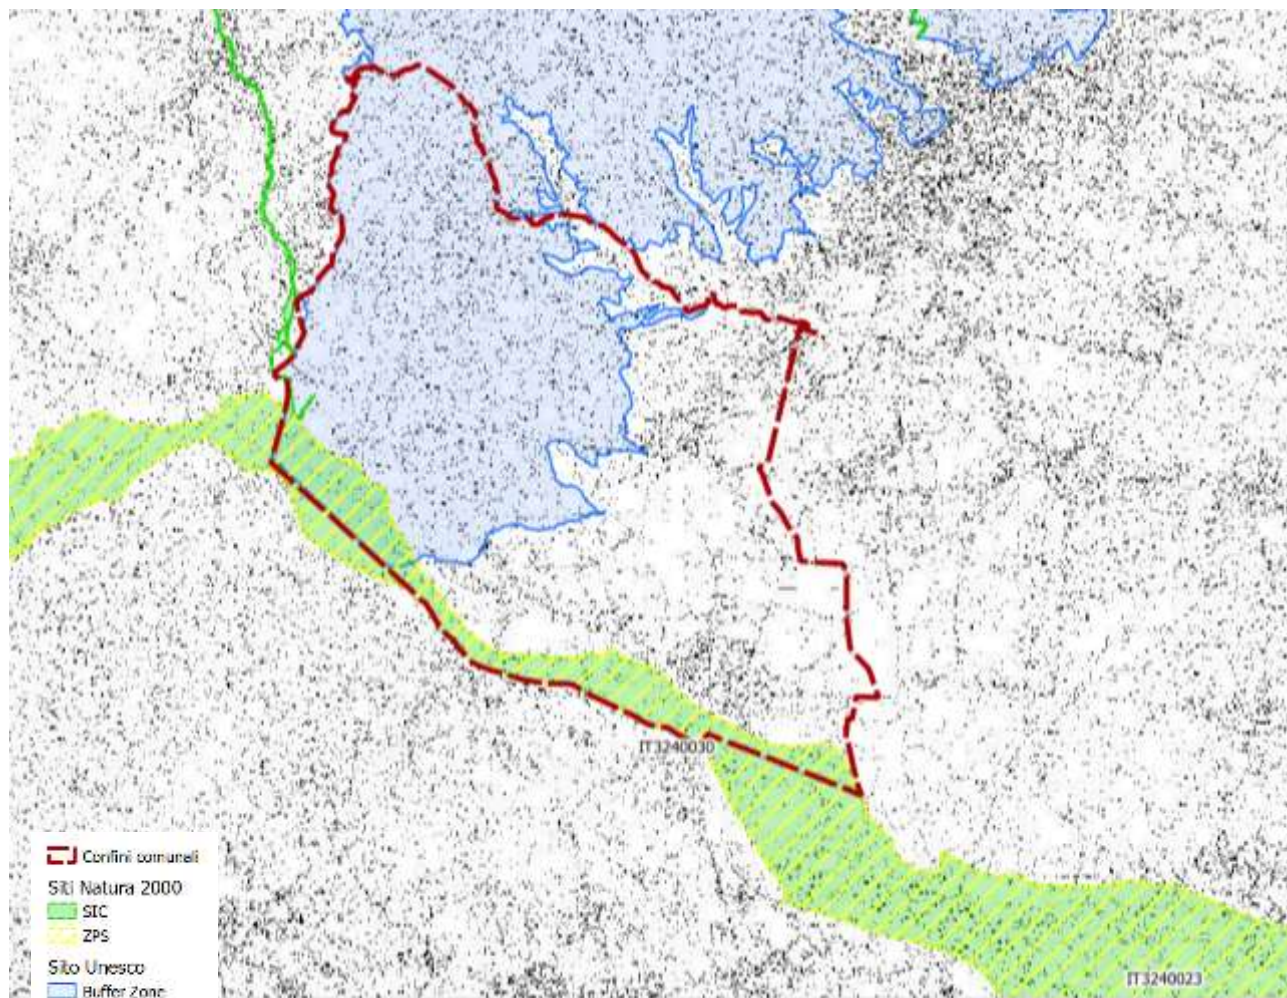 IT3240030
Confini comunali
Siti Natura 2000
SIC
ZPS
Sito Unesco
Buffer Zone
IT3240023